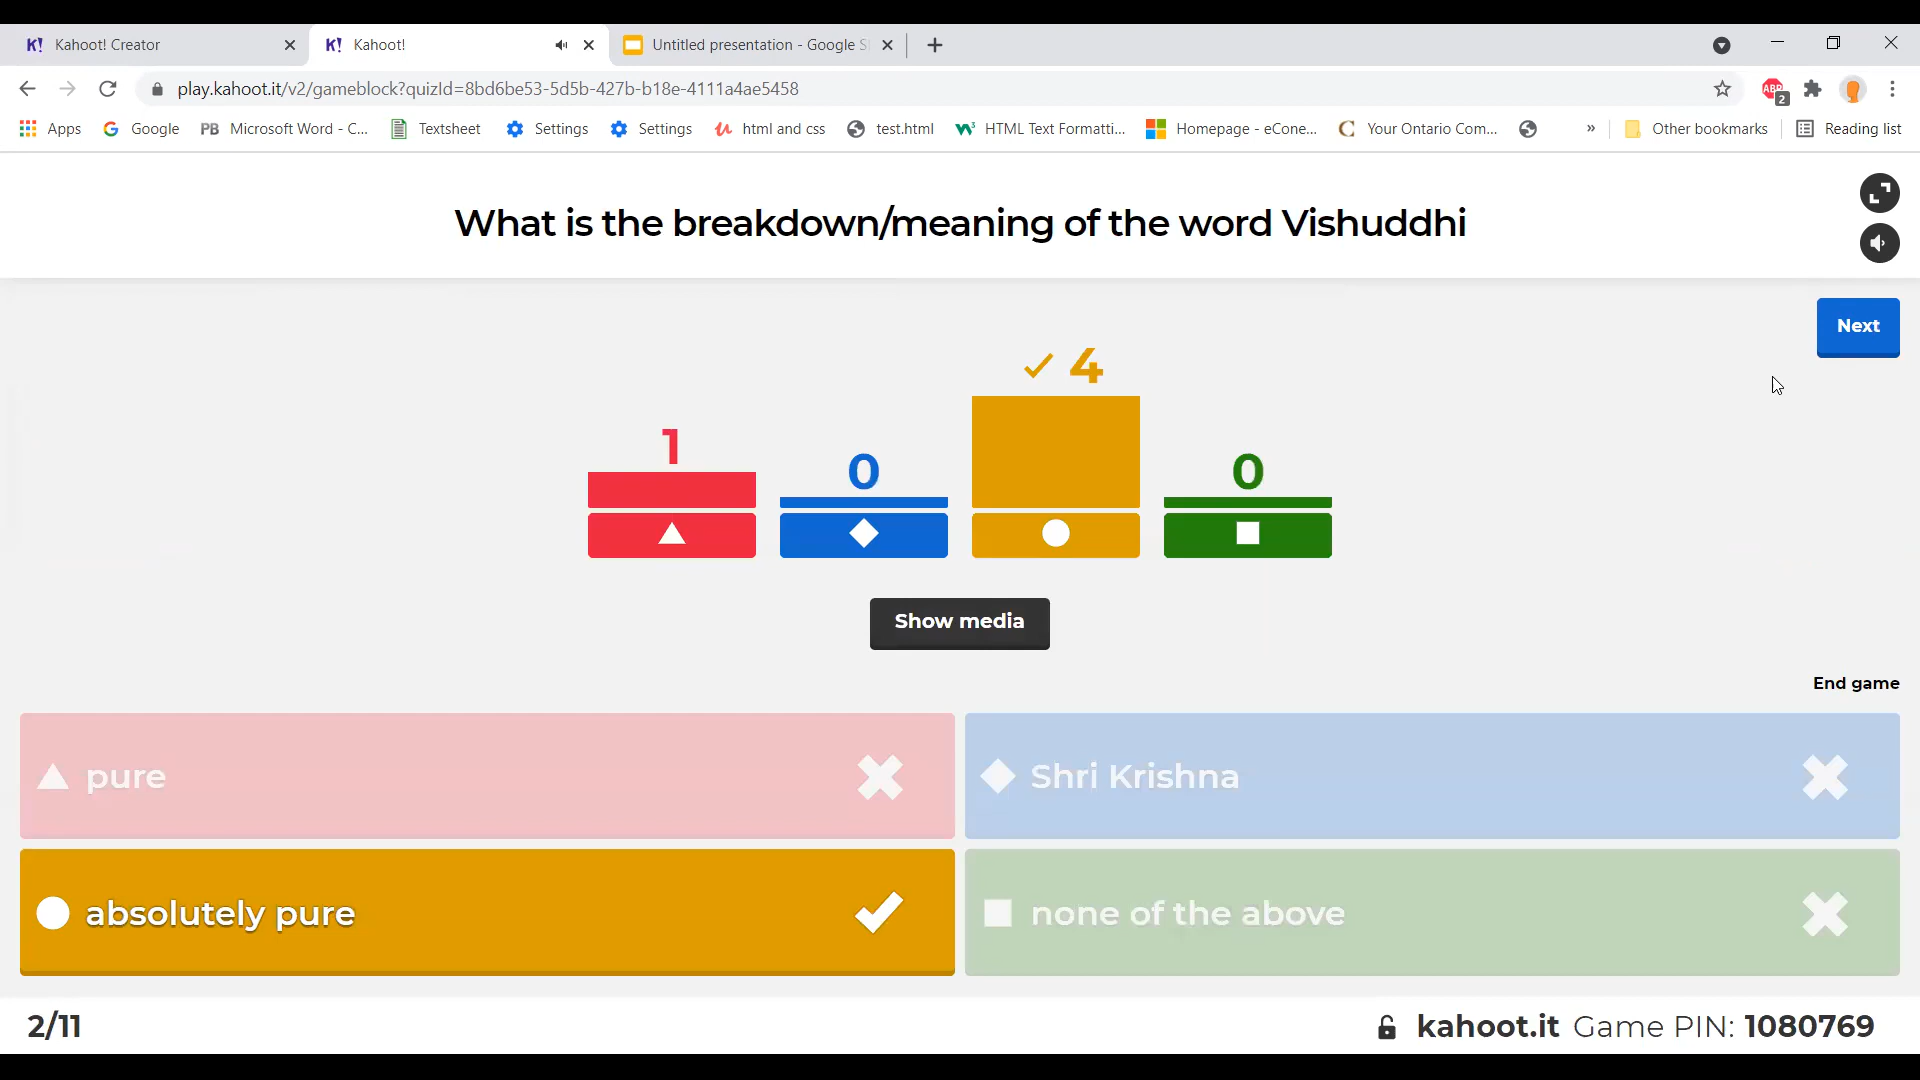 K! Kahoot! Creator
K! Kahoot!
Untitled presentation - Google S
play.kahoot.it/v2/gameblock?quizId=8bd6be53-5d5b-427b-b18e-4111a4ae5458
ABP
2
Apps
G Google
PB Microsoft Word - C...
Textsheet
Settings
Settings
html and css
test.html
HTML Text Formatti...
Homepage - eCone...
Your Ontario Com...
»
Other bookmarks
Reading list
What is the breakdown/meaning of the word Vishuddhi
Next
1
0
4
0
Show media
End game
pure
Shri Krishna
absolutely pure
none of the above
2/11
kahoot.it Game PIN: 1080769